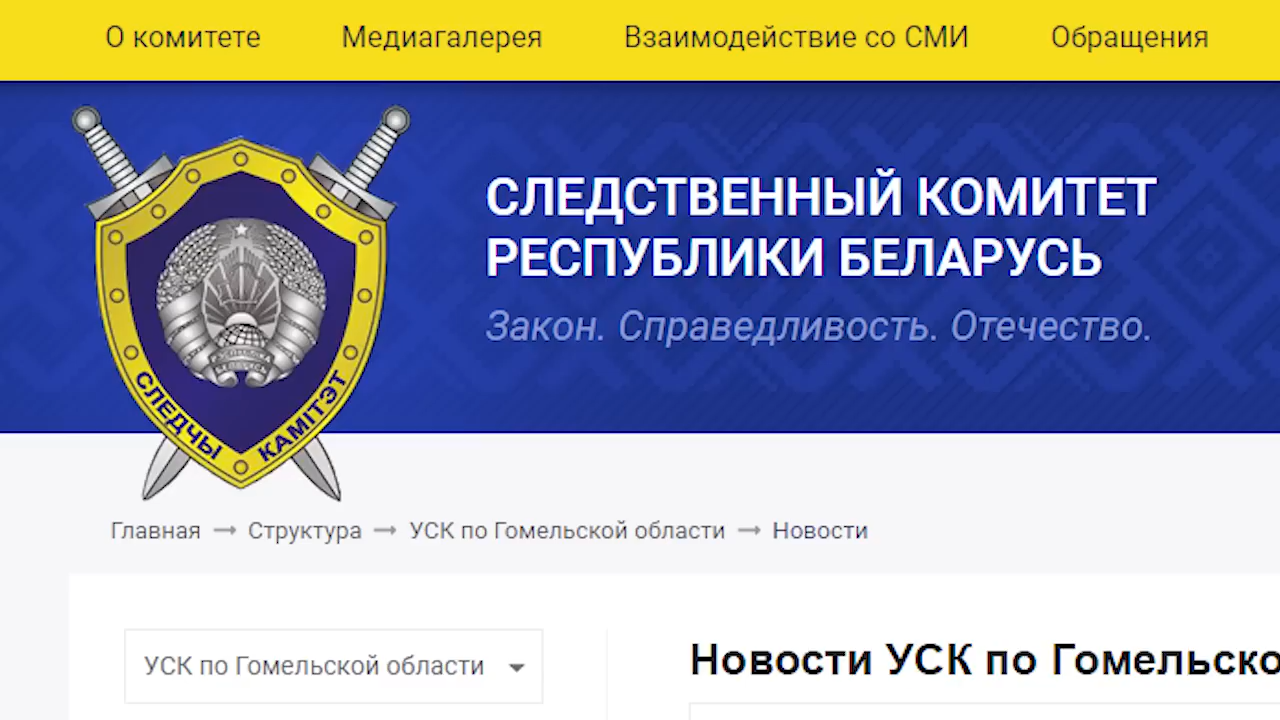 О комитете Медиагалерея Взаимодействие со СМИ Обращения
СЛЕДСТВЕННЫЙ КОМИТЕТ
РЕСПУБЛИКИ БЕЛАРУСЬ
Закон. Справедливость. Отечество.
СЛЕДЧЫ КАМІТЭТ
Главная → Структура → УСК по Гомельской области → Новости
УСК по Гомельской области
Новости УСК по Гомельско